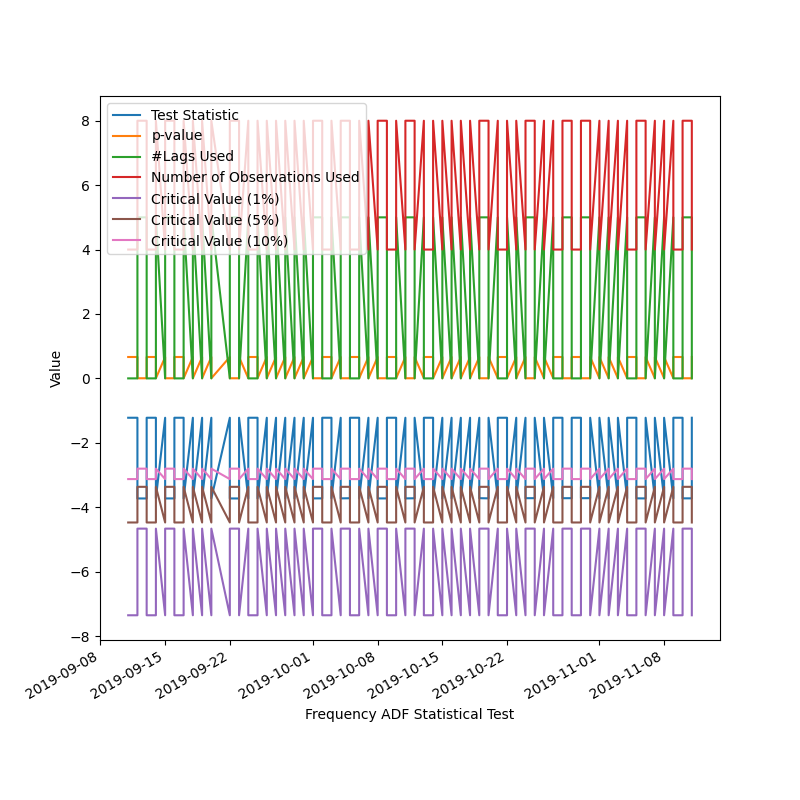 Test Statistic
p-value
#Lags Used
Number of Observations Used
Critical Value (1%)
Critical Value (5%)
Critical Value (10%)
8
6
4
2
0
−2
−4
−6
−8
Value
2019-09-08
2019-09-15
2019-09-22
2019-10-01
2019-10-08
2019-10-15
2019-10-22
2019-11-01
2019-11-08
Frequency ADF Statistical Test